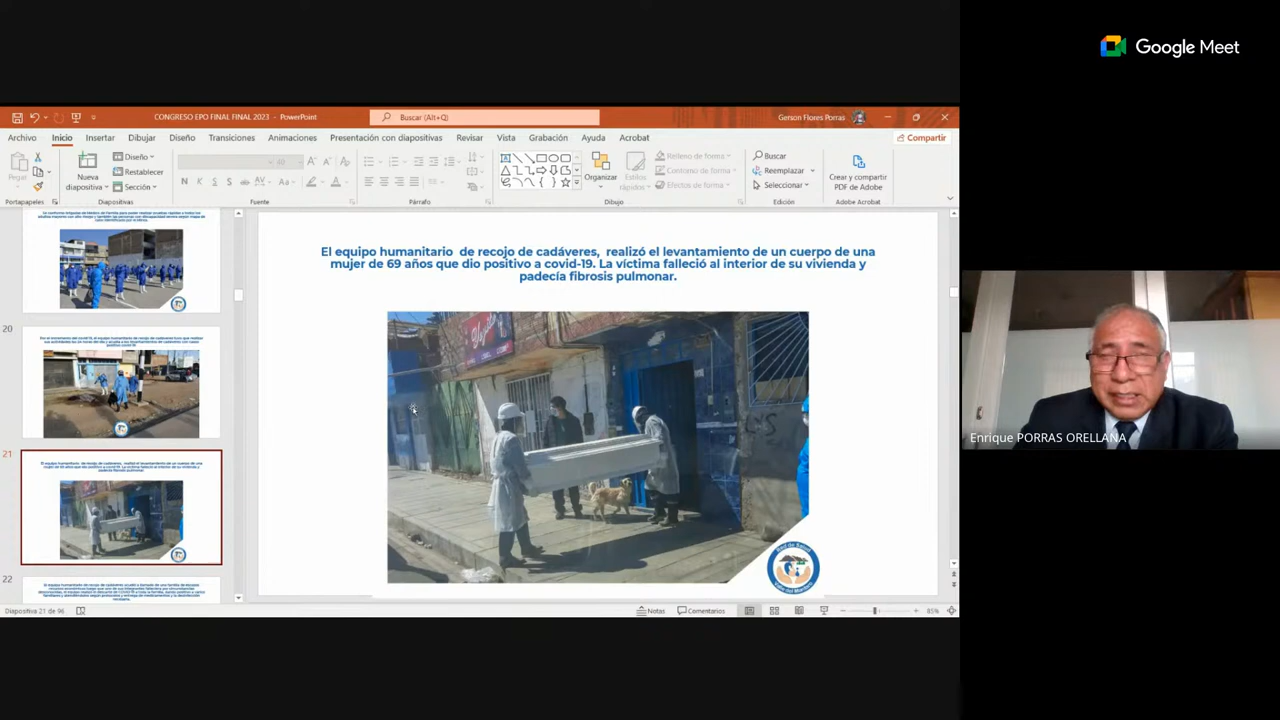 Google Meet
CONGRESO EPO FINAL FINAL 2023 - PowerPoint
Buscar (Alt+Q)
Gerson Flores Porras
Archivo Inicio Insertar Dibujar Diseño Transiciones Animaciones Presentación con diapositivas Revisar Vista Grabación Ayuda Acrobat
Compartir
Pegar
Nueva
diapositiva
Diseño
Restablecer
Sección
Organizar
Estilos
rápidos
Relleno de forma
Contorno de forma
Efectos de forma
Buscar
Reemplazar
Seleccionar
Crear y compartir
PDF de Adobe
Portapapeles
Diapositivas
Fuente
Párrafo
Dibujo
Edición
Adobe Acrobat
20
21
22
El equipo humanitario de recojo de cadáveres, realizó el levantamiento de un cuerpo de una
mujer de 69 años que dio positivo a covid-19. La víctima falleció al interior de su vivienda y
padecía fibrosis pulmonar.
Red de Salud
Enrique PORRAS ORELLANA
Diapositiva 21 de 96
Notas
Comentarios
85%